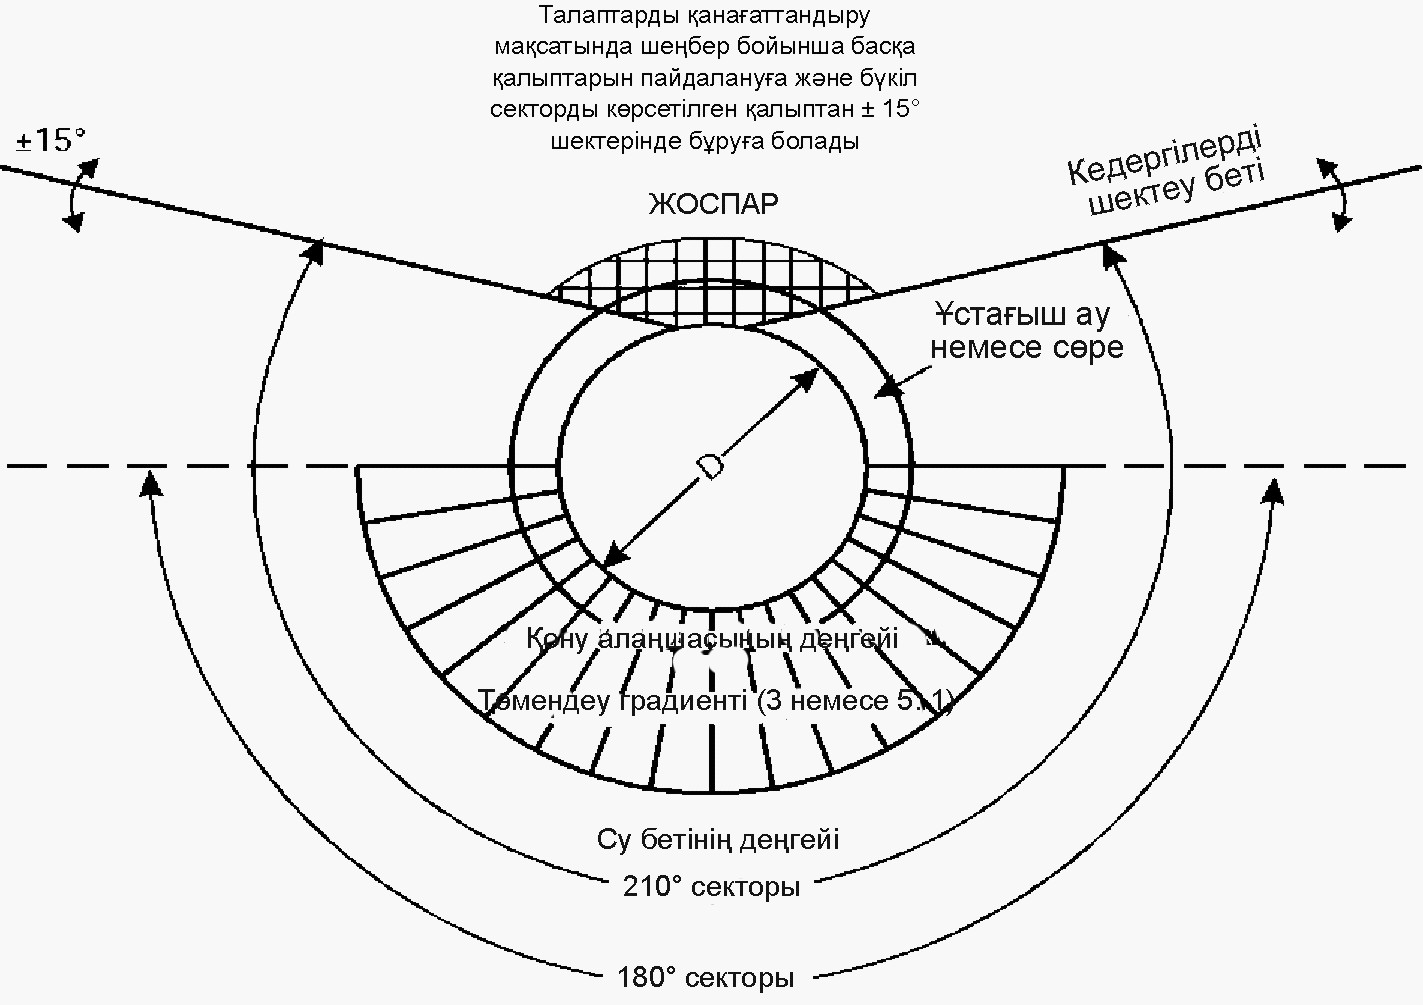 Талаптарды қанағаттандыру
мақсатында шеңбер бойынша басқа
қалыптарын пайдалануға және бүкіл
секторды көрсетілген қалыптан ± 15°
шектерінде бұруға болады
±15°
Кедергілерді
шектеу беті
ЖОСПАР
Ұстағыш ау
немесе сөре
D
Қону алаңшасының деңгейі
Төмендеу градиенті (3 немесе 5:1)
Су бетінің деңгейі
210° секторы
180° секторы